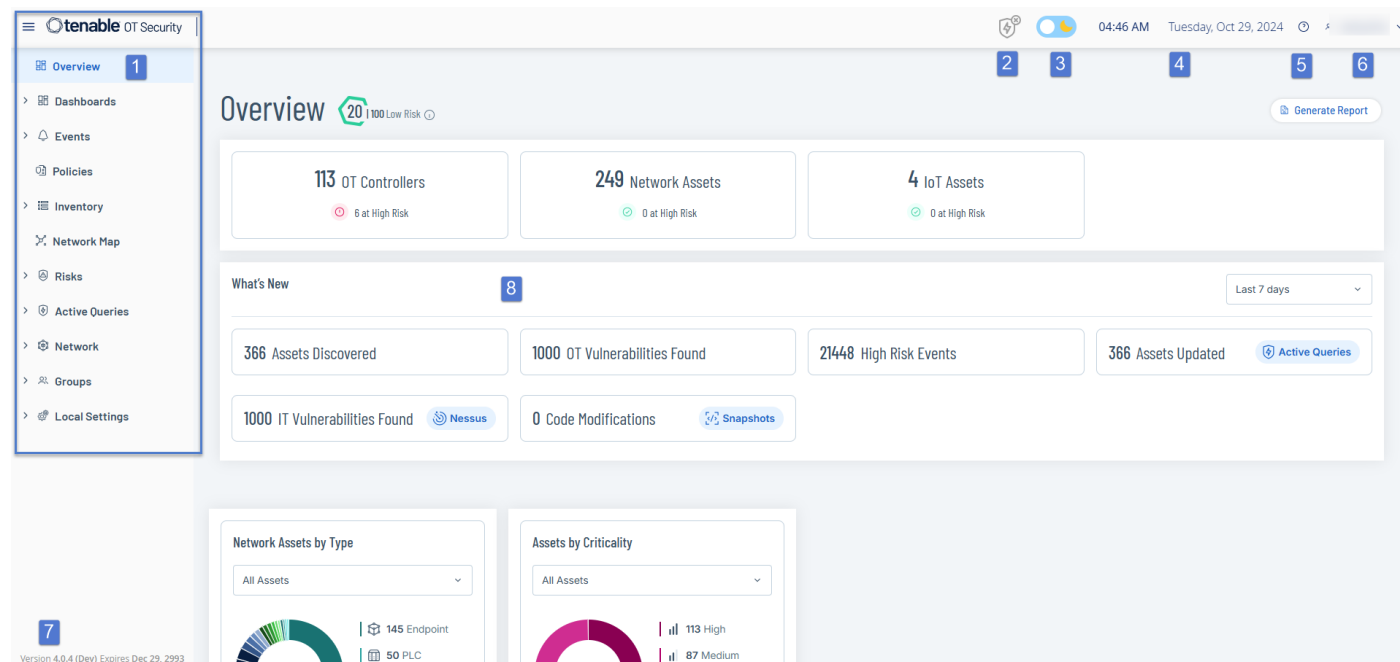 tenable OT Security
04:46 AM Tuesday, Oct 29, 2024
Overview 1
2 3 4 5 6
Dashboards
Overview 20 | 100 Low Risk
Generate Report
Events
Policies
113 OT Controllers
249 Network Assets
4 IoT Assets
Inventory
6 at High Risk
0 at High Risk
0 at High Risk
Network Map
Risks
What's New
8
Last 7 days
Active Queries
Network
366 Assets Discovered
1000 OT Vulnerabilities Found
21448 High Risk Events
366 Assets Updated Active Queries
Groups
Local Settings
1000 IT Vulnerabilities Found Nessus
0 Code Modifications Snapshots
Network Assets by Type
Assets by Criticality
All Assets
All Assets
7
145 Endpoint
113 High
50 PLC
87 Medium
Version 4.0.4 (Dev) Expires Dec 29, 2993